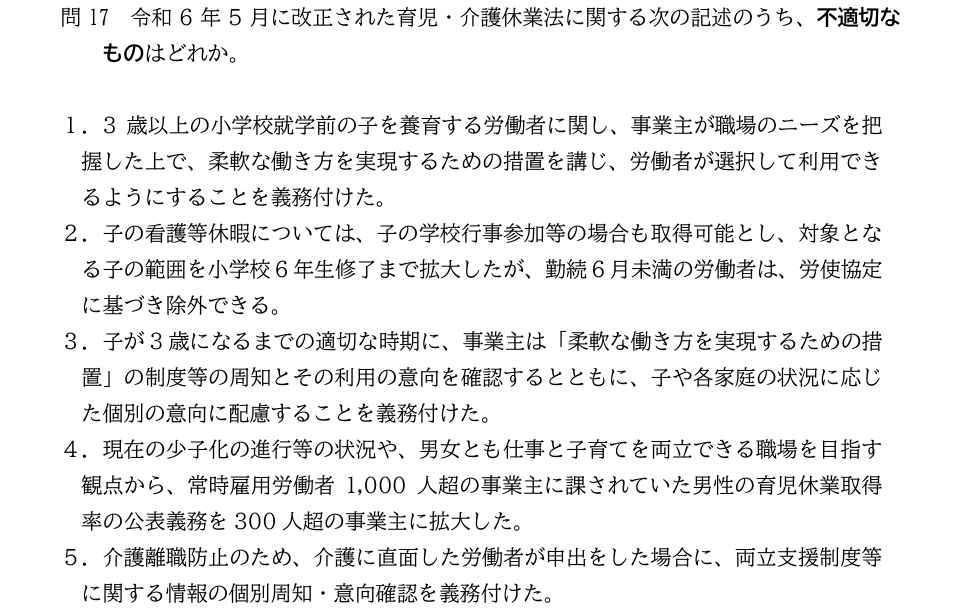 問 17　令和 6 年 5 月に改正された育児・介護休業法に関する次の記述のうち、不適切な
ものはどれか。
１．3 歳以上の小学校就学前の子を養育する労働者に関し、事業主が職場のニーズを把
握した上で、柔軟な働き方を実現するための措置を講じ、労働者が選択して利用でき
るようにすることを義務付けた。
２．子の看護等休暇については、子の学校行事参加等の場合も取得可能とし、対象とな
る子の範囲を小学校６年生修了まで拡大したが、勤続６月未満の労働者は、労使協定
に基づき除外できる。
３．子が３歳になるまでの適切な時期に、事業主は「柔軟な働き方を実現するための措
置」の制度等の周知とその利用の意向を確認するとともに、子や各家庭の状況に応じ
た個別の意向に配慮することを義務付けた。
４．現在の少子化の進行等の状況や、男女とも仕事と子育てを両立できる職場を目指す
観点から、常時雇用労働者 1,000 人超の事業主に課されていた男性の育児休業取得
率の公表義務を 300 人超の事業主に拡大した。
５．介護離職防止のため、介護に直面した労働者が申出をした場合に、両立支援制度等
に関する情報の個別周知・意向確認を義務付けた。